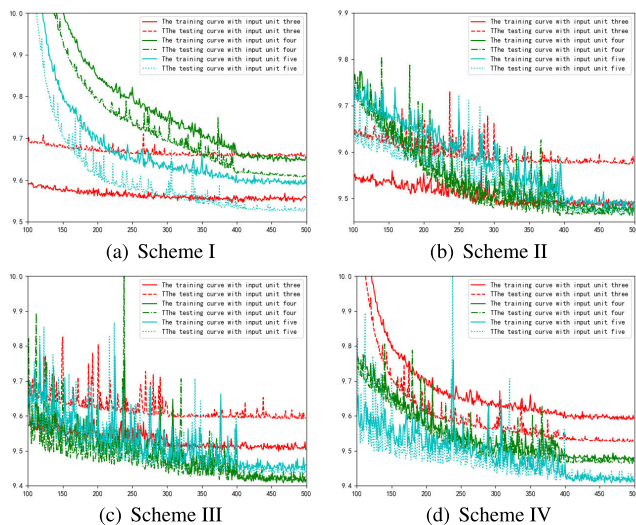 10.0
9.9
9.8
9.7
9.6
9.5
100 150 200 250 300 350 400 450 500
The training curve with input unit three
TThe testing curve with input unit three
The training curve with input unit four
TThe testing curve with input unit four
The training curve with input unit five
TThe testing curve with input unit five
(a) Scheme I
9.9
9.8
9.7
9.6
9.5
100 150 200 250 300 350 400 450 500
The training curve with input unit three
TThe testing curve with input unit three
The training curve with input unit four
TThe testing curve with input unit four
The training curve with input unit five
TThe testing curve with input unit five
(b) Scheme II
10.0
9.9
9.8
9.7
9.6
9.5
9.4
100 150 200 250 300 350 400 450 500
The training curve with input unit three
TThe testing curve with input unit three
The training curve with input unit four
TThe testing curve with input unit four
The training curve with input unit five
TThe testing curve with input unit five
(c) Scheme III
10.0
9.9
9.8
9.7
9.6
9.5
9.4
100 150 200 250 300 350 400 450 500
The training curve with input unit three
TThe testing curve with input unit three
The training curve with input unit four
TThe testing curve with input unit four
The training curve with input unit five
TThe testing curve with input unit five
(d) Scheme IV